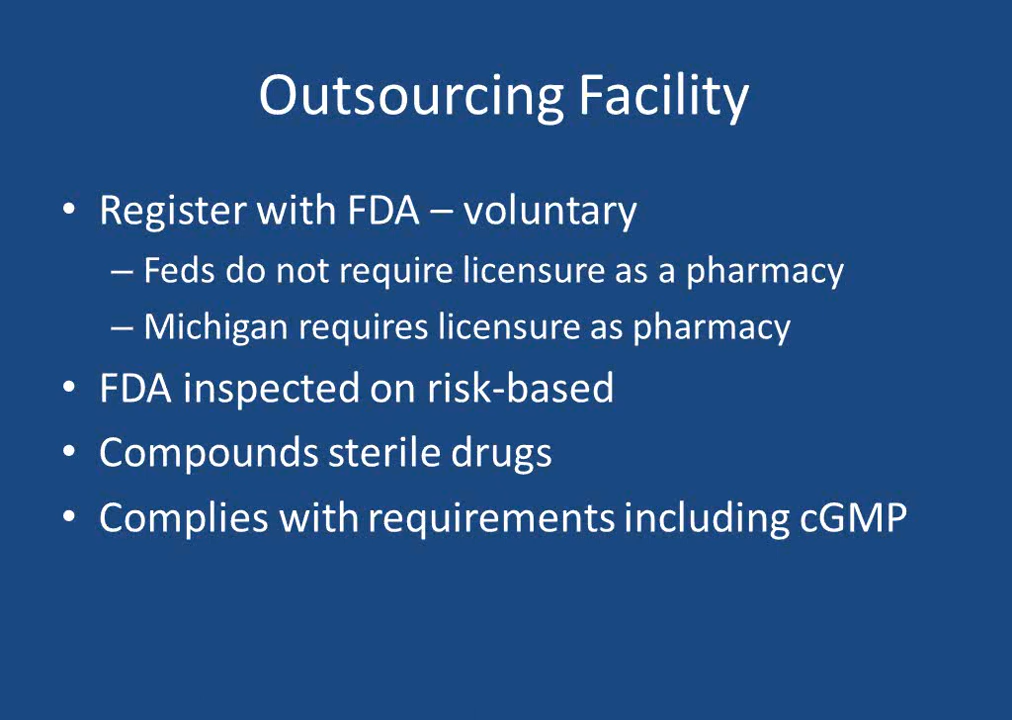 Outsourcing Facility
• Register with FDA – voluntary
– Feds do not require licensure as a pharmacy
– Michigan requires licensure as pharmacy
• FDA inspected on risk-based
• Compounds sterile drugs
• Complies with requirements including cGMP